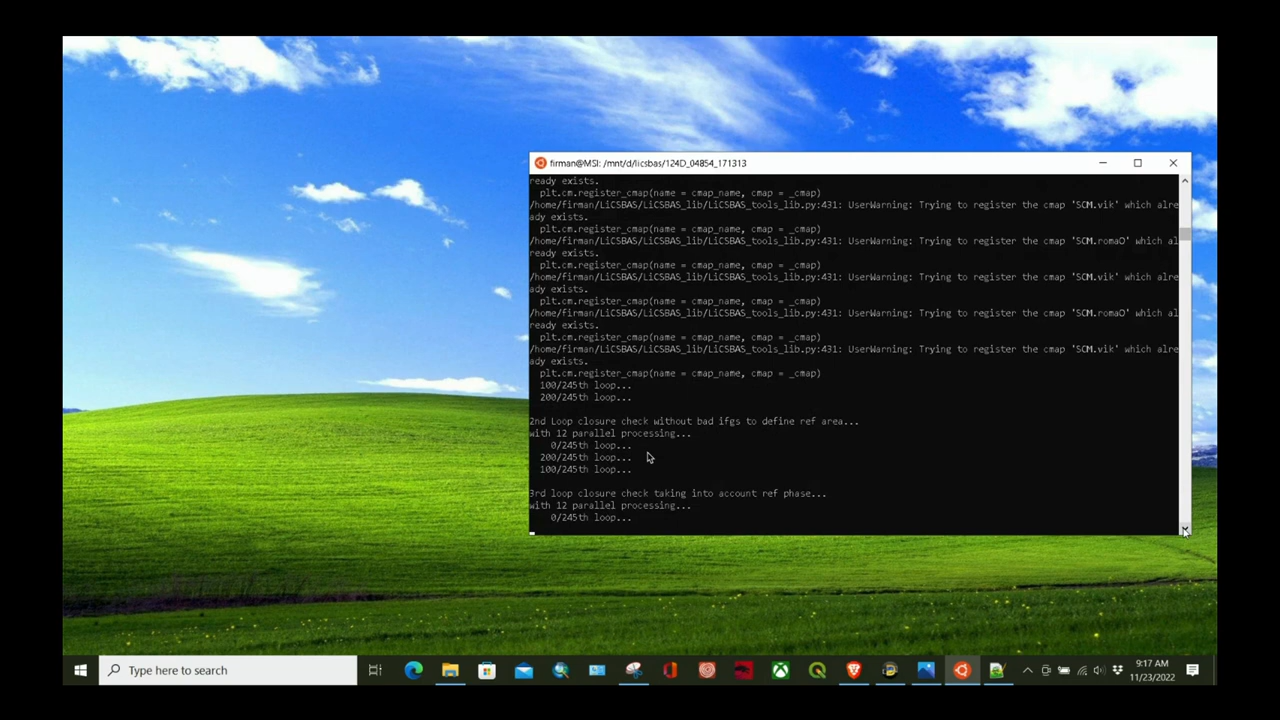 firman@MSI: /mnt/d/licsbas/124D_04854_171313
ready exists.
plt.cm.register_cmap(name = cmap_name, cmap = _cmap)
/home/firman/LiCSBAS/LiCSBAS_lib/LiCSBAS_tools_lib.py:431: UserWarning: Trying to register the cmap 'SCM.vik' which alre
ady exists.
plt.cm.register_cmap(name = cmap_name, cmap = _cmap)
/home/firman/LiCSBAS/LiCSBAS_lib/LiCSBAS_tools_lib.py:431: UserWarning: Trying to register the cmap 'SCM.romaO' which al
ready exists.
plt.cm.register_cmap(name = cmap_name, cmap = _cmap)
/home/firman/LiCSBAS/LiCSBAS_lib/LiCSBAS_tools_lib.py:431: UserWarning: Trying to register the cmap 'SCM.vik' which alre
ady exists.
plt.cm.register_cmap(name = cmap_name, cmap = _cmap)
/home/firman/LiCSBAS/LiCSBAS_lib/LiCSBAS_tools_lib.py:431: UserWarning: Trying to register the cmap 'SCM.romaO' which al
ready exists.
plt.cm.register_cmap(name = cmap_name, cmap = _cmap)
/home/firman/LiCSBAS/LiCSBAS_lib/LiCSBAS_tools_lib.py:431: UserWarning: Trying to register the cmap 'SCM.vik' which alre
ady exists.
plt.cm.register_cmap(name = cmap_name, cmap = _cmap)
100/245th loop...
200/245th loop...
2nd Loop closure check without bad ifgs to define ref area...
with 12 parallel processing...
0/245th loop...
200/245th loop...
100/245th loop...
3rd loop closure check taking into account ref phase...
with 12 parallel processing...
0/245th loop...
Type here to search
9:17 AM
11/23/2022